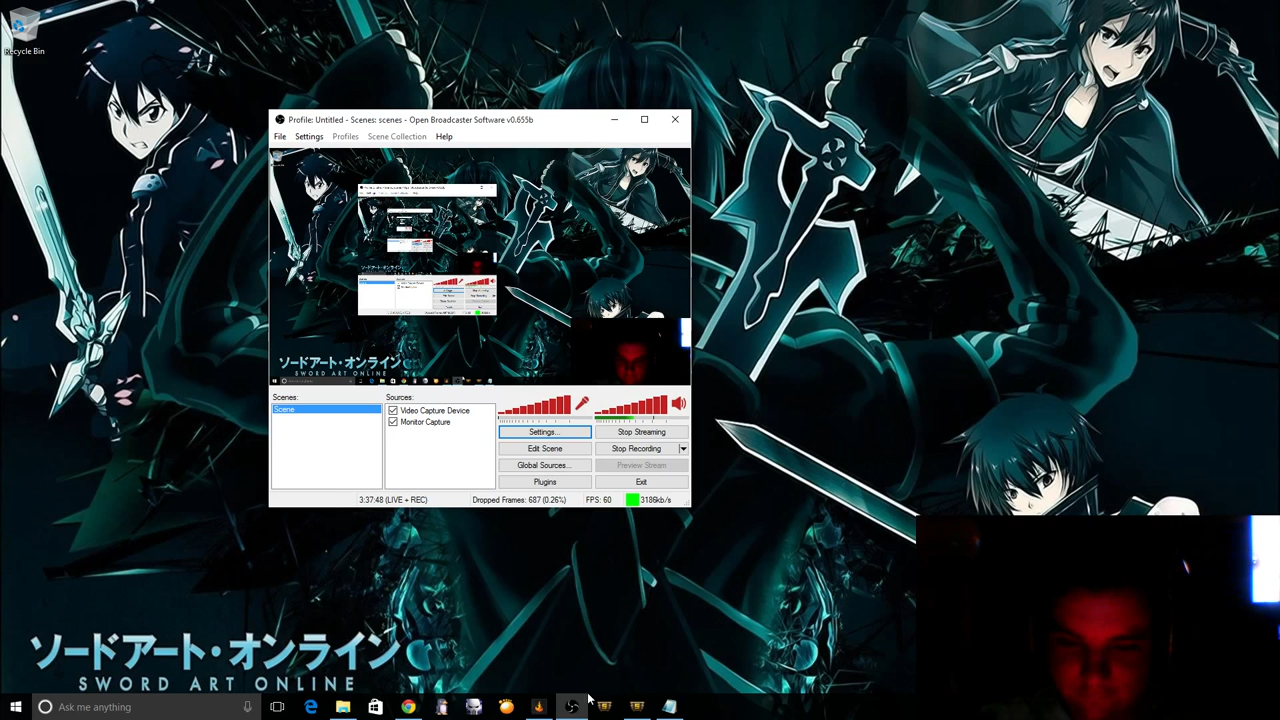 Recycle Bin
Profile: Untitled - Scenes: scenes - Open Broadcaster Software v0.655b
File Settings Profiles Scene Collection Help
ソードアート・オンライン
SWORD ART ONLINE
Scenes:
Scene
Sources:
Video Capture Device
Monitor Capture
Settings...
Stop Streaming
Edit Scene
Stop Recording
Global Sources...
Preview Stream
Plugins
Exit
3:37:48 (LIVE + REC)
Dropped Frames: 687 (0.26%)
FPS: 60
3186kb/s
ソードアート・オンライン
SWORD ART ONLINE
Ask me anything